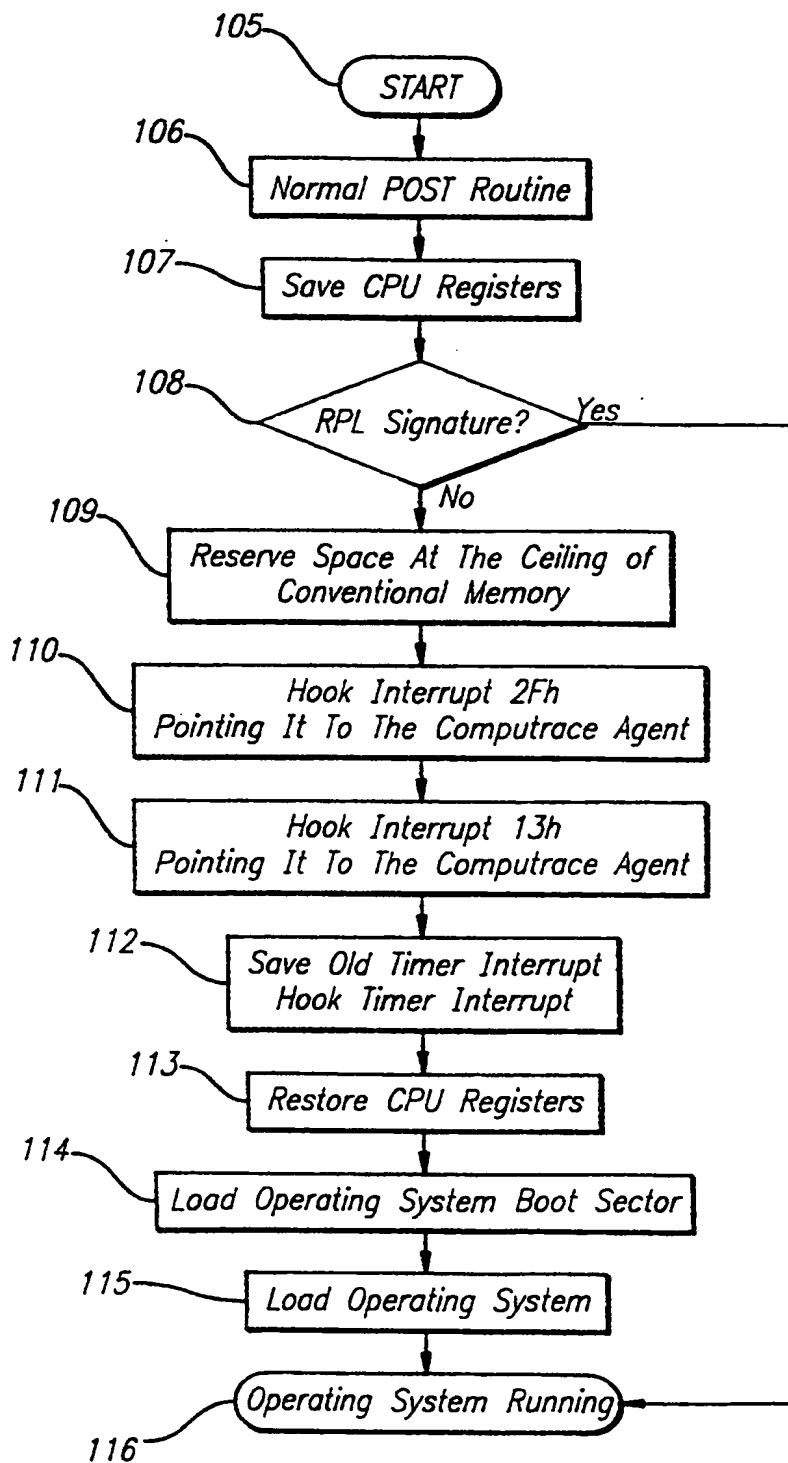 105
START
106
Normal POST Routine
107
Save CPU Registers
108
RPL Signature?
Yes
No
109
Reserve Space At The Ceiling of
Conventional Memory
110
Hook Interrupt 2Fh
Pointing It To The Computrace Agent
111
Hook Interrupt 13h
Pointing It To The Computrace Agent
112
Save Old Timer Interrupt
Hook Timer Interrupt
113
Restore CPU Registers
114
Load Operating System Boot Sector
115
Load Operating System
Operating System Running
116